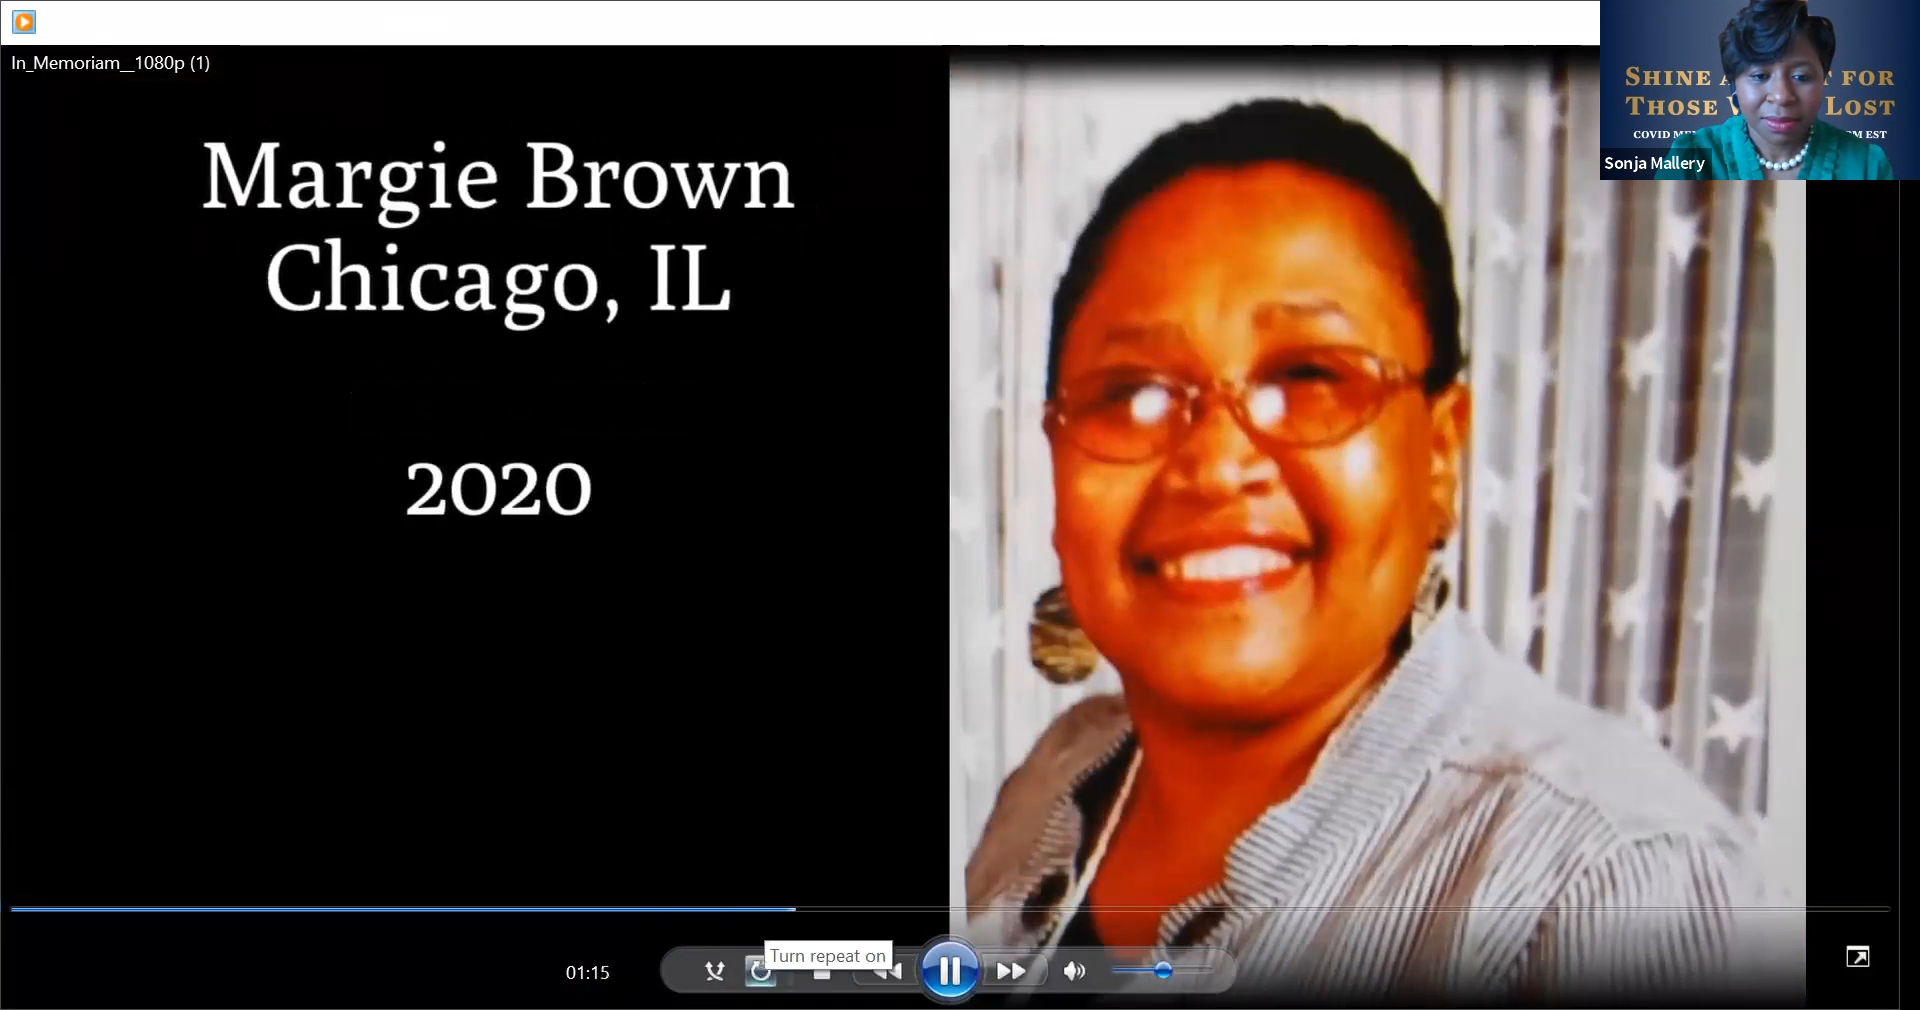 In_Memoriam__1080p (1)
Margie Brown
Chicago, IL
2020
SHINE A FOR
THOSE LOST
COVID EST
Sonja Mallery
Turn repeat on
01:15